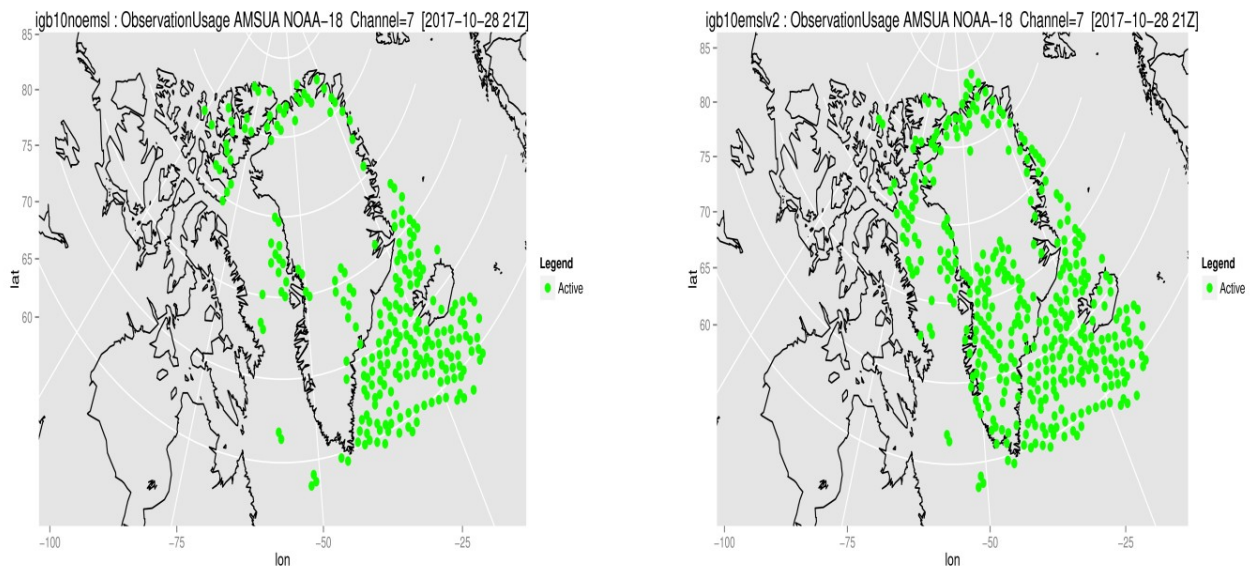 igb10noemsl : ObservationUsage AMSUA NOAA-18 Channel=7 [2017-10-28 21Z]
85
80
75
70
65
60
lat
-100
-75
-50
-25
lon
Legend
Active
igb10emslv2 : ObservationUsage AMSUA NOAA-18 Channel=7 [2017-10-28 21Z]
85
80
75
70
65
60
lat
-100
-75
-50
-25
lon
Legend
Active